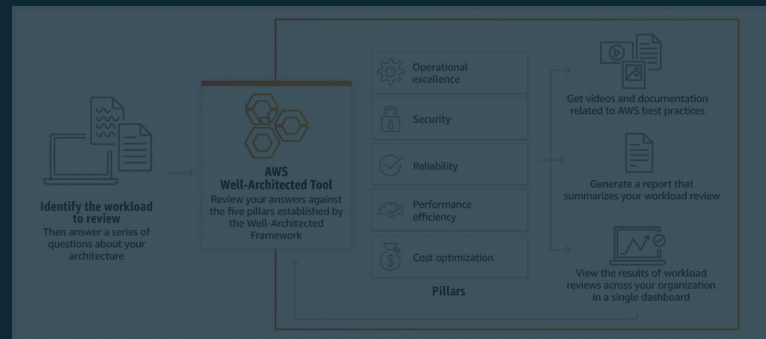 Identify the workload
to review
Then answer a series of
questions about your
architecture
AWS
Well-Architected Tool
Review your answers against
the five pillars established by
the Well-Architected
Framework
Operational
excellence
Security
Reliability
Performance
efficiency
Cost optimization
Pillars
Get videos and documentation
related to AWS best practices
Generate a report that
summarizes your workload review
View the results of workload
reviews across your organization
in a single dashboard